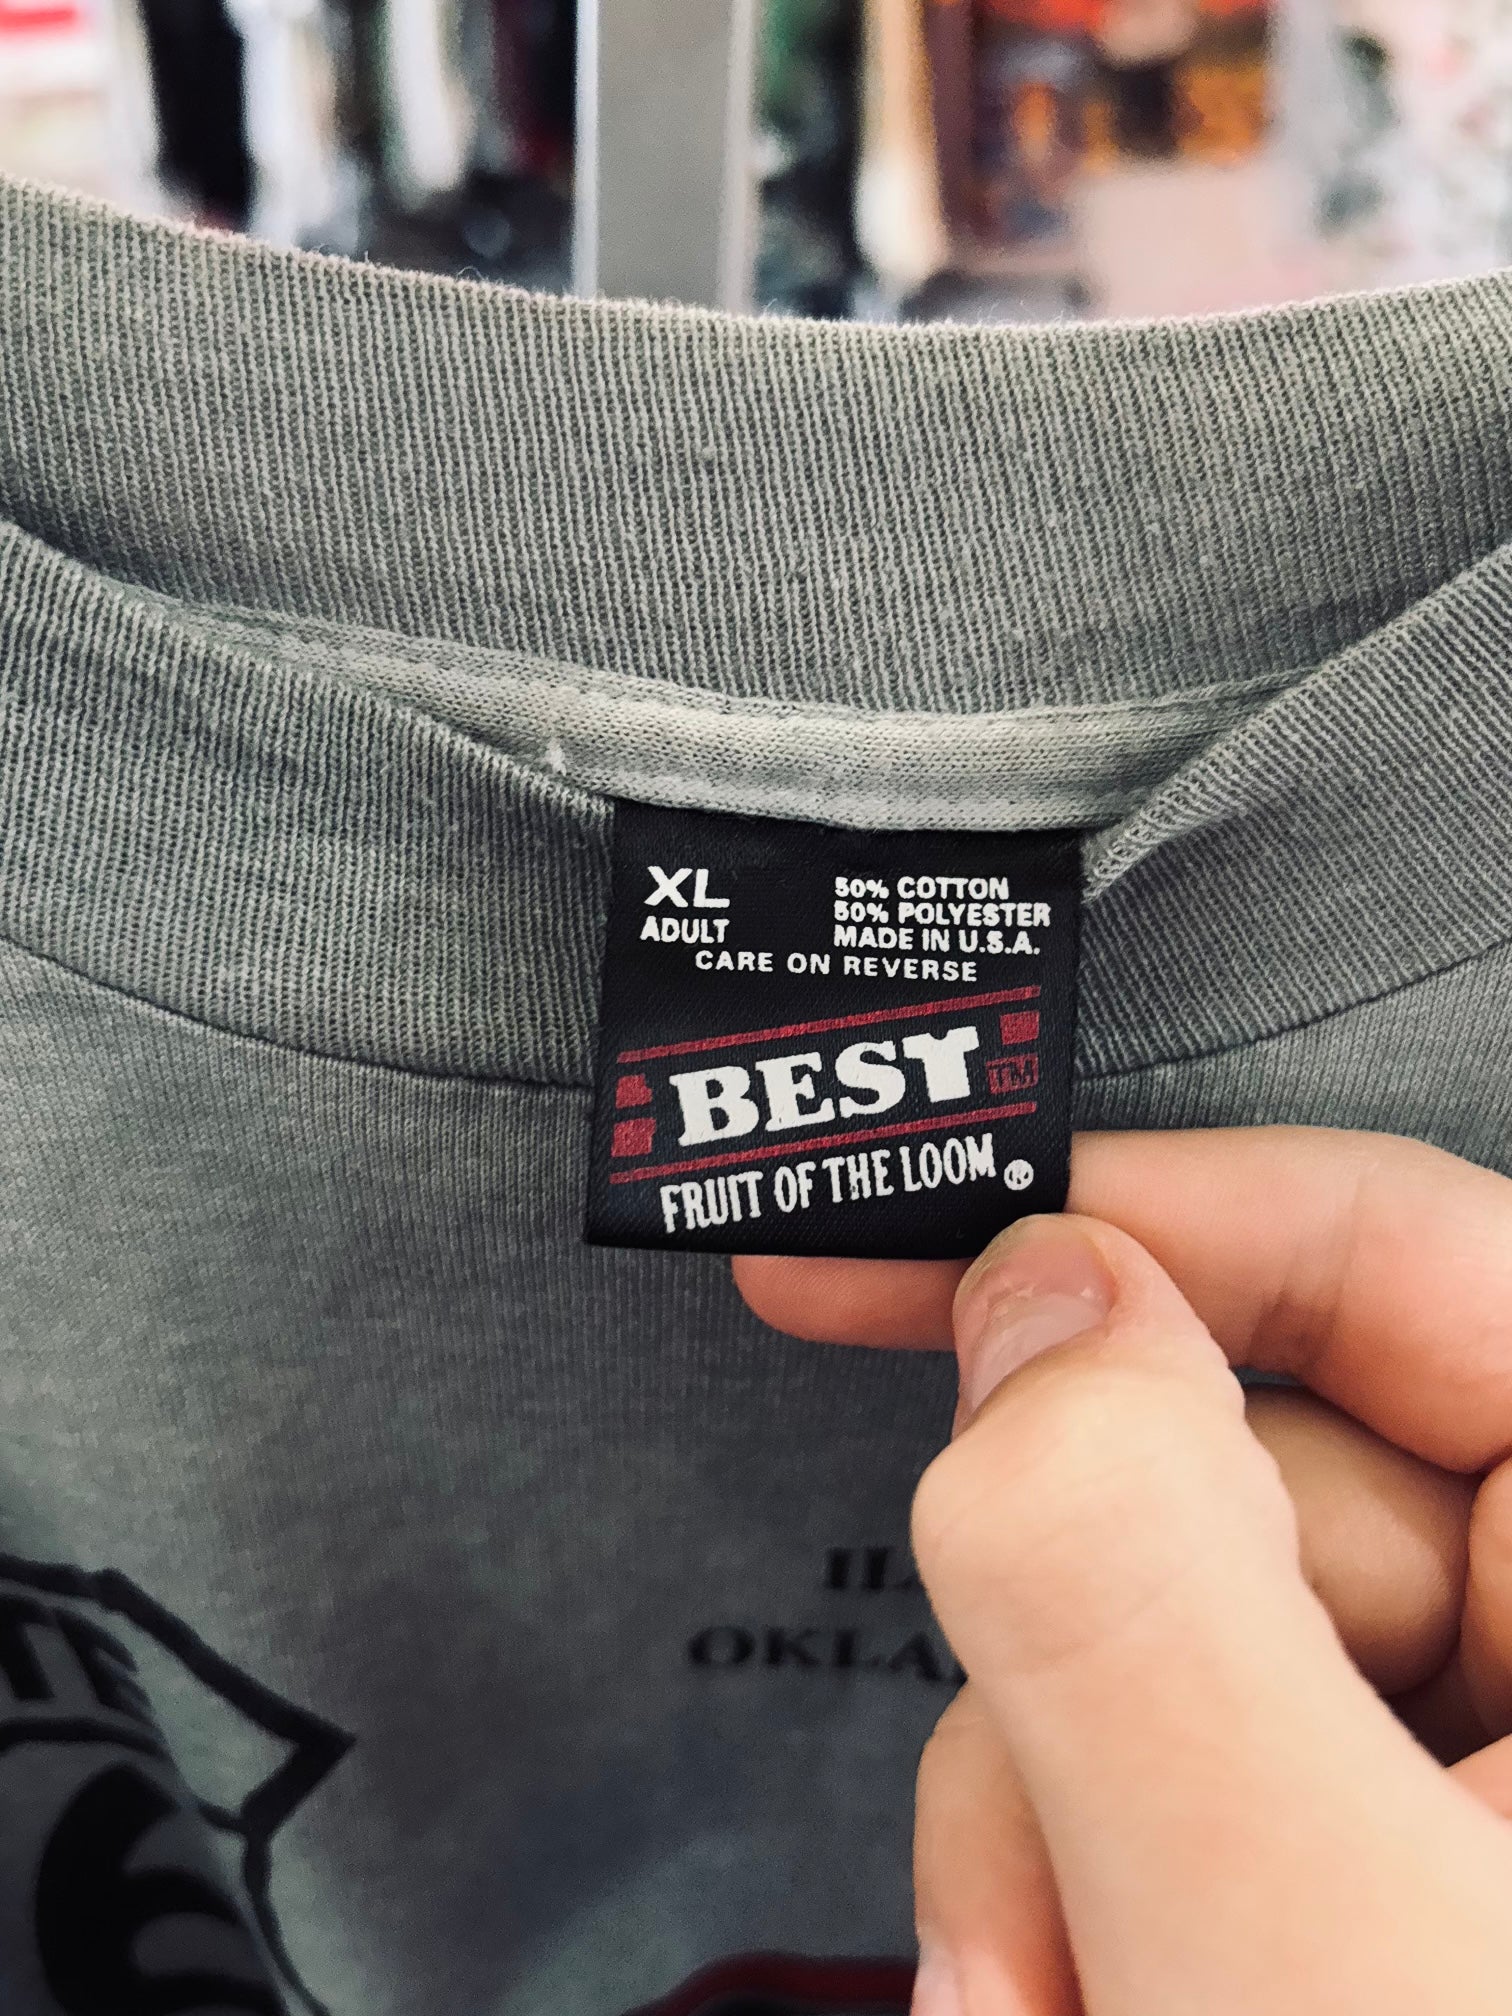 XL
ADULT
50% COTTON
50% POLYESTER
MADE IN U.S.A.
CARE ON REVERSE
BEST TM
FRUIT OF THE LOOM ®